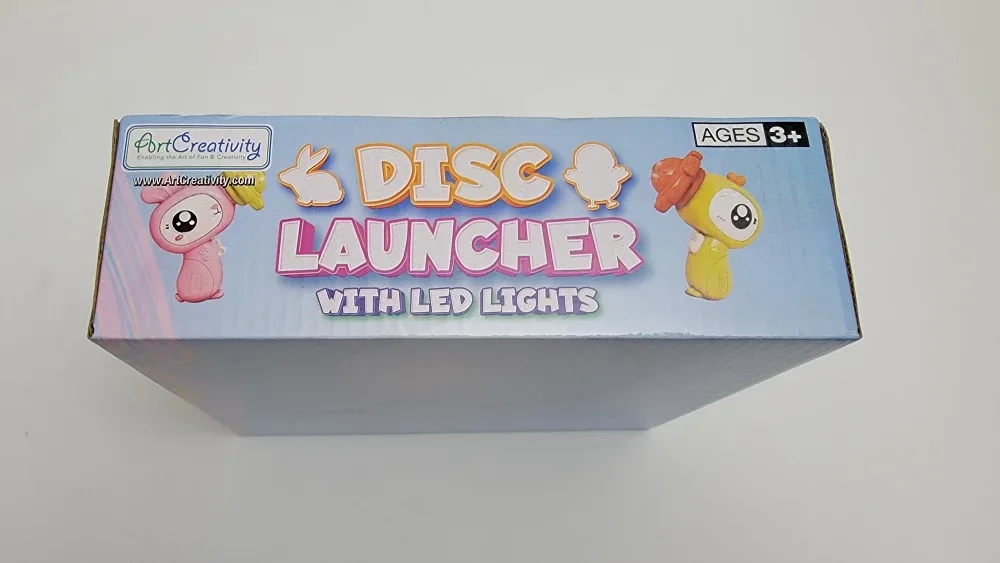 ArtCreativity
Enabling the Art of Fun & Creativity
www.ArtCreativity.com
AGES 3+
DISC
LAUNCHER
WITH LED LIGHTS